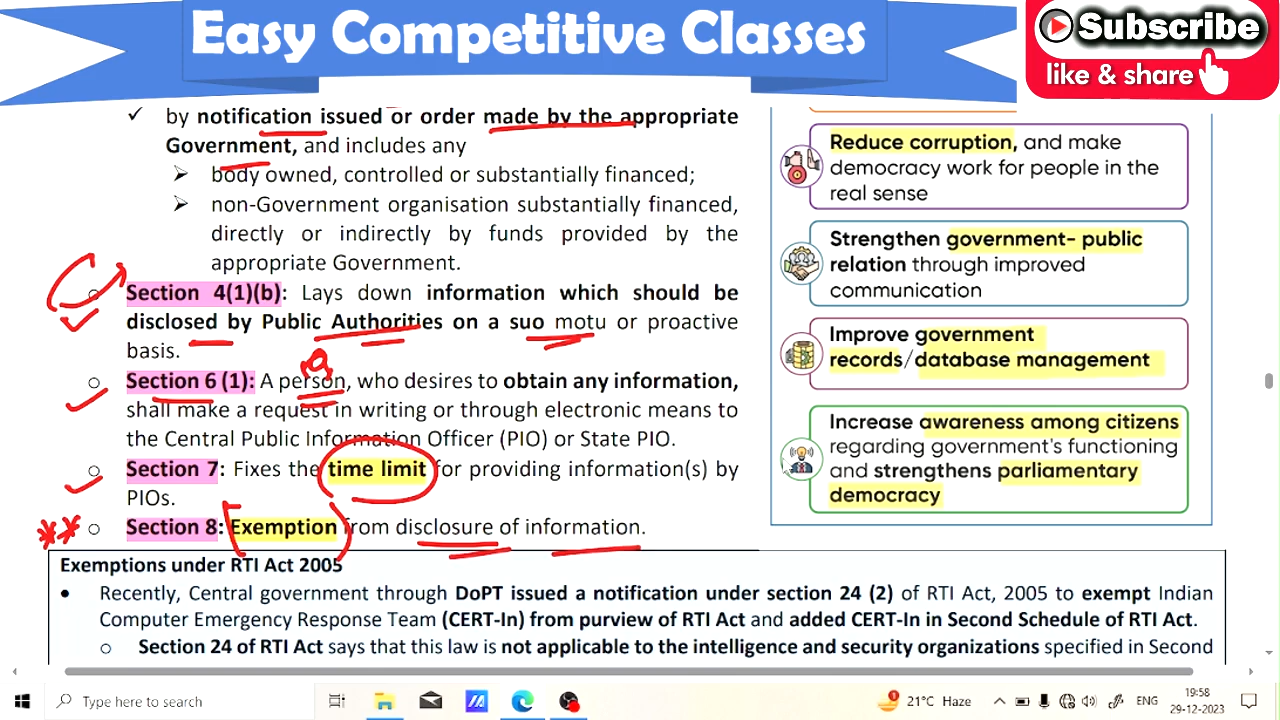 Easy Competitive Classes
Subscribe
like & share
by notification issued or order made by the appropriate
Government, and includes any
body owned, controlled or substantially financed;
non-Government organisation substantially financed,
directly or indirectly by funds provided by the
appropriate Government.
Section 4(1)(b): Lays down information which should be
disclosed by Public Authorities on a suo motu or proactive
basis.
Section 6 (1): A person, who desires to obtain any information,
shall make a request in writing or through electronic means to
the Central Public Information Officer (PIO) or State PIO.
Section 7: Fixes the time limit for providing information(s) by
PIOs.
Section 8: Exemption from disclosure of information.
Reduce corruption, and make
democracy work for people in the
real sense
Strengthen government- public
relation through improved
communication
Improve government
records/database management
Increase awareness among citizens
regarding government's functioning
and strengthens parliamentary
democracy
Exemptions under RTI Act 2005
Recently, Central government through DoPT issued a notification under section 24 (2) of RTI Act, 2005 to exempt Indian
Computer Emergency Response Team (CERT-In) from purview of RTI Act and added CERT-In in Second Schedule of RTI Act.
Section 24 of RTI Act says that this law is not applicable to the intelligence and security organizations specified in Second
Type here to search
1
21°C Haze
ENG
19:58
29-12-2023